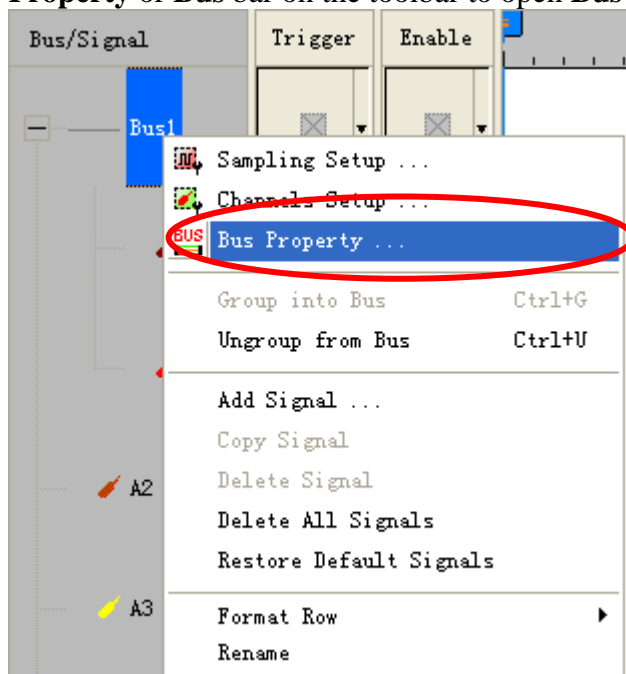 Property or Bus bar on the toolbar to open Bus
Bus/Signal Trigger Enable
Bus1
Sampling Setup ...
Channels Setup ...
BUS Bus Property ...
Group into Bus Ctrl+G
Ungroup from Bus Ctrl+U
Add Signal ...
Copy Signal
A2 Delete Signal
Delete All Signals
Restore Default Signals
A3 Format Row
Rename